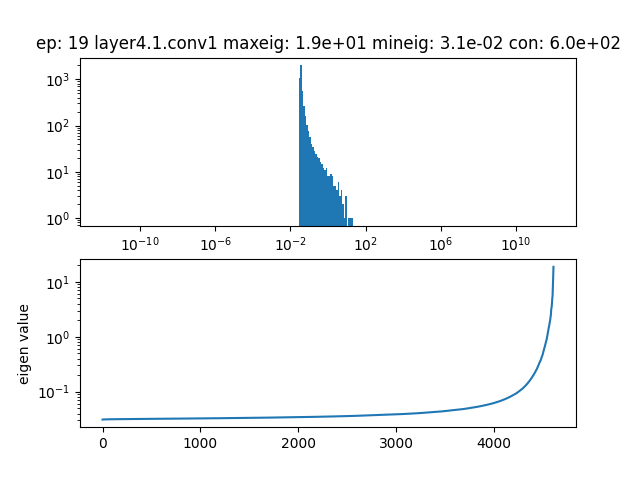 ep: 19 layer4.1.conv1 maxeig: 1.9e+01 mineig: 3.1e-02 con: 6.0e+02
10³
10²
10¹
10⁰
10⁻¹⁰ 10⁻⁶ 10⁻² 10² 10⁶ 10¹⁰
eigen value
10¹
10⁰
10⁻¹
0 1000 2000 3000 4000